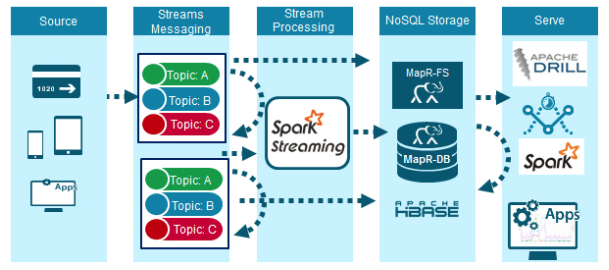 Source
Streams
Messaging
Stream
Processing
NoSQL Storage
Serve
1020
Apps
Topic: A
Topic: B
Topic: C
Topic: A
Topic: B
Topic: C
Spark
Streaming
MapR-FS
MapR-DB
APACHE
HBASE
APACHE
DRILL
Spark
Apps